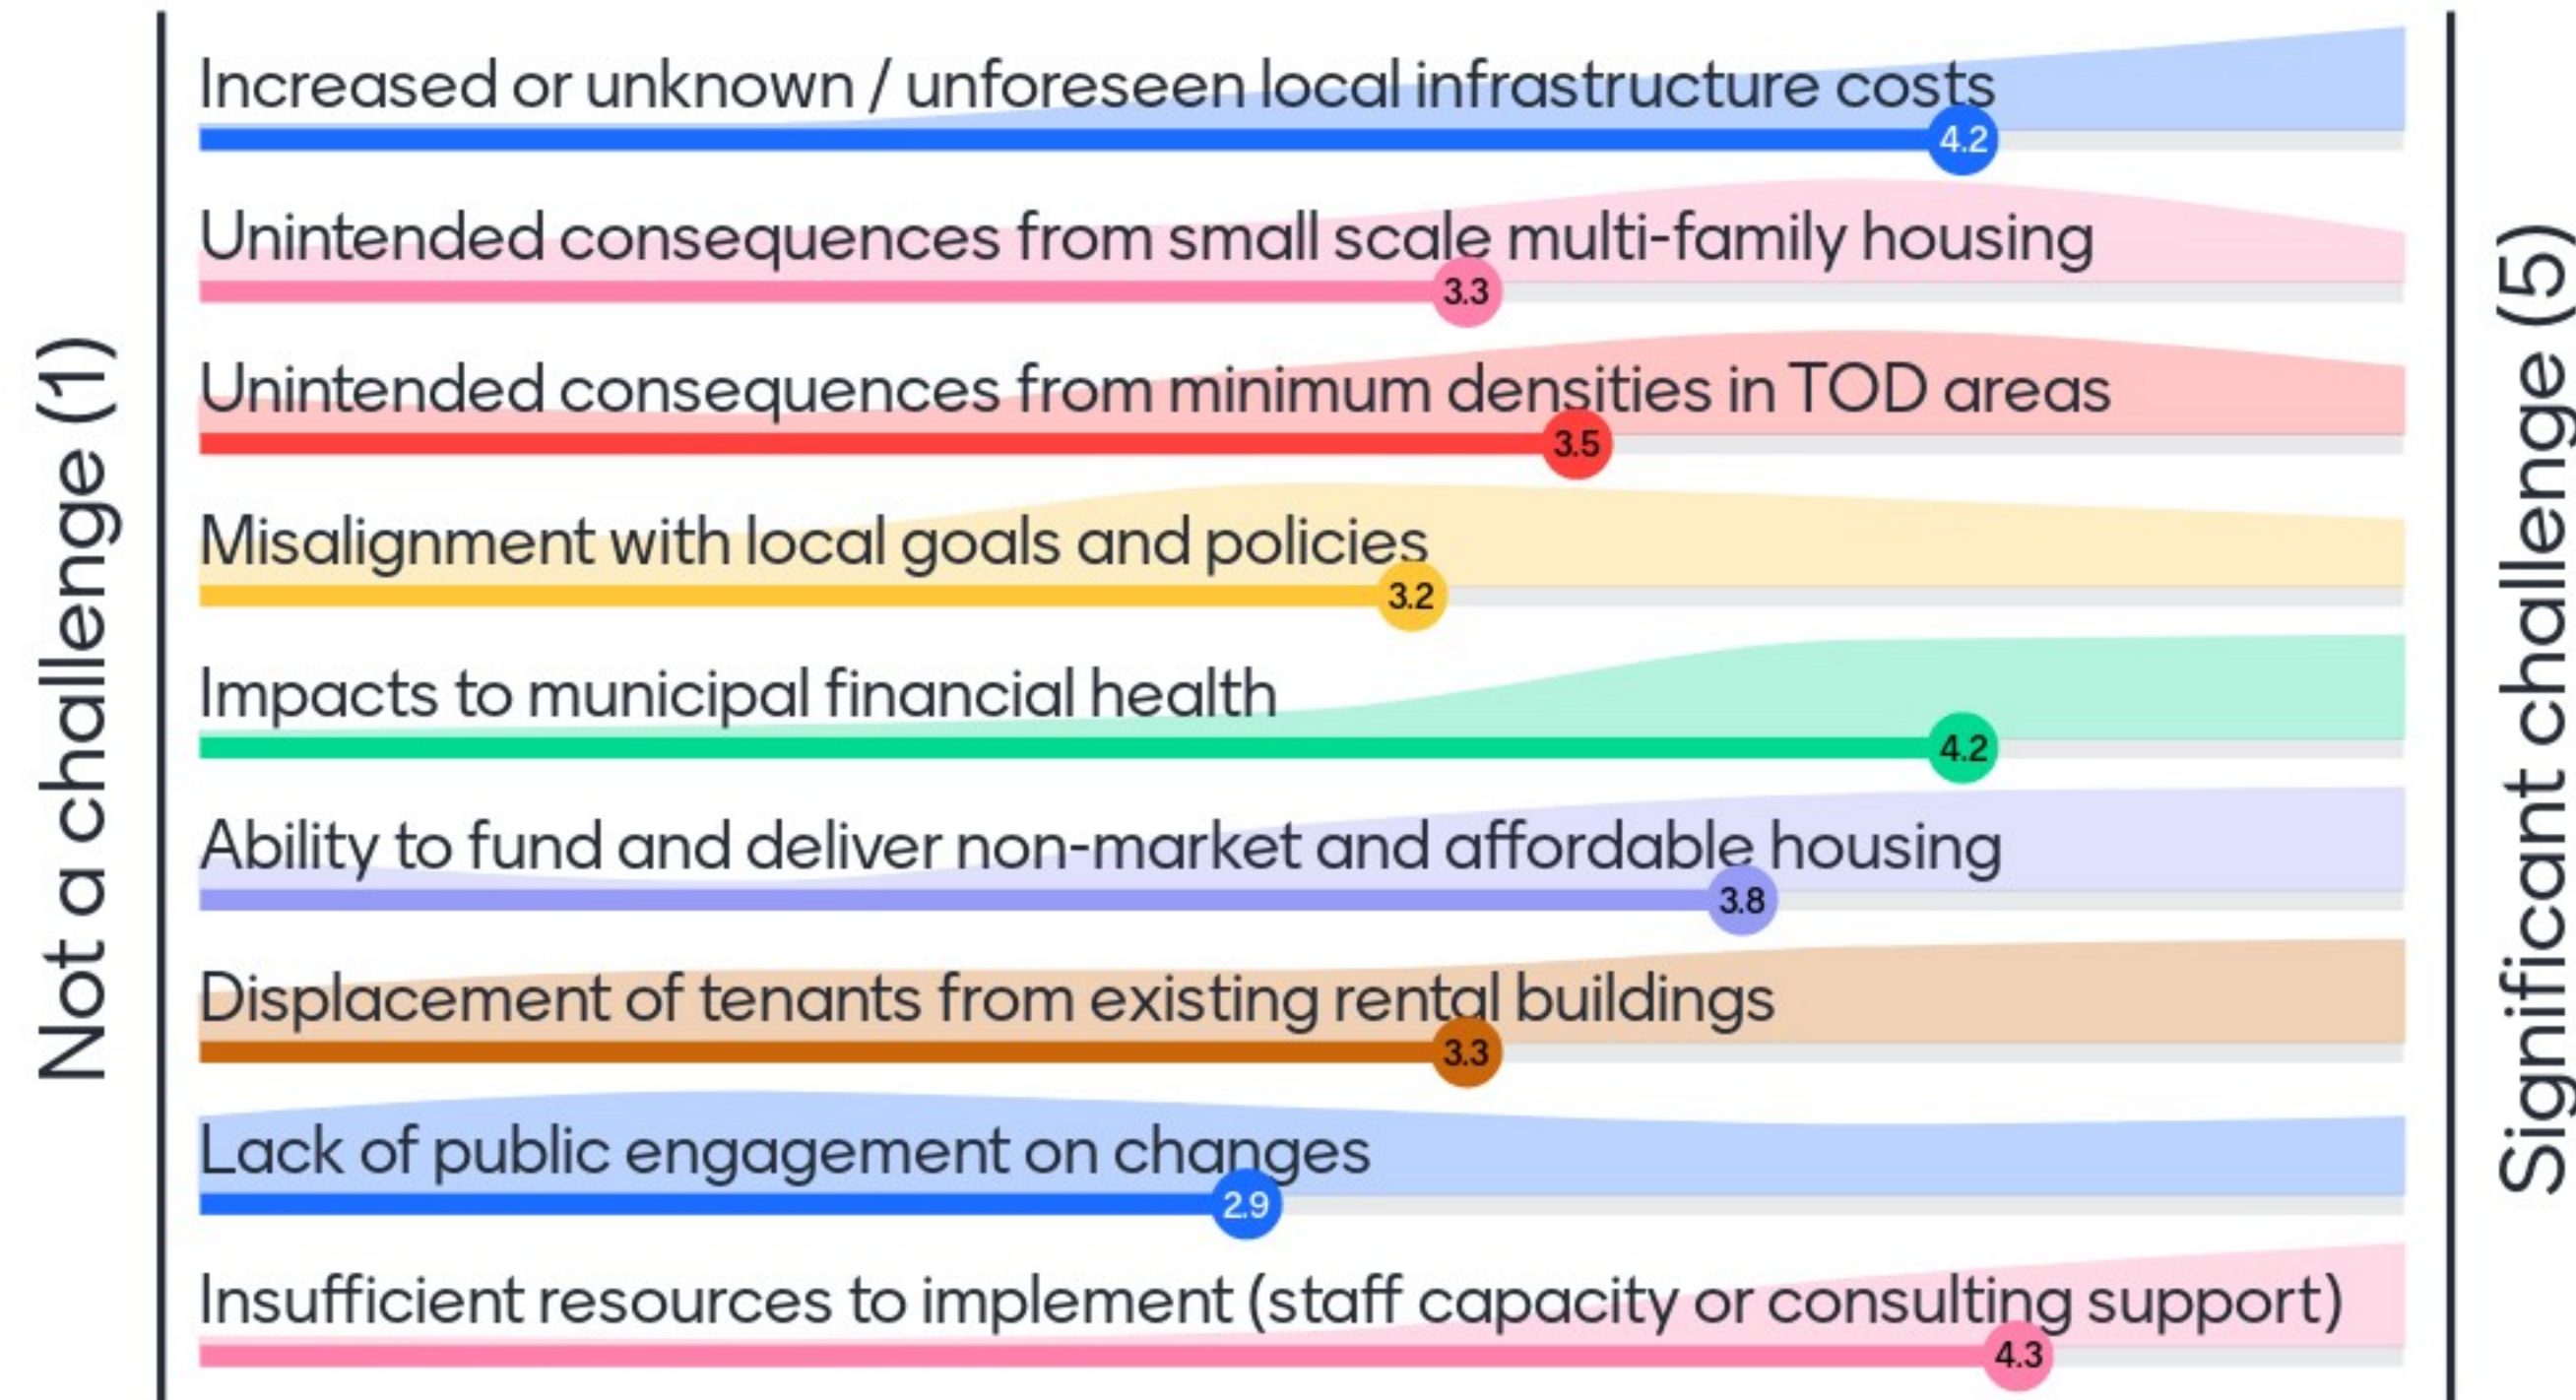 Not a challenge (1)
Increased or unknown / unforeseen local infrastructure costs
4.2
Unintended consequences from small scale multi-family housing
3.3
Unintended consequences from minimum densities in TOD areas
3.5
Misalignment with local goals and policies
3.2
Impacts to municipal financial health
4.2
Ability to fund and deliver non-market and affordable housing
3.8
Displacement of tenants from existing rental buildings
3.3
Lack of public engagement on changes
2.9
Insufficient resources to implement (staff capacity or consulting support)
4.3
Significant challenge (5)